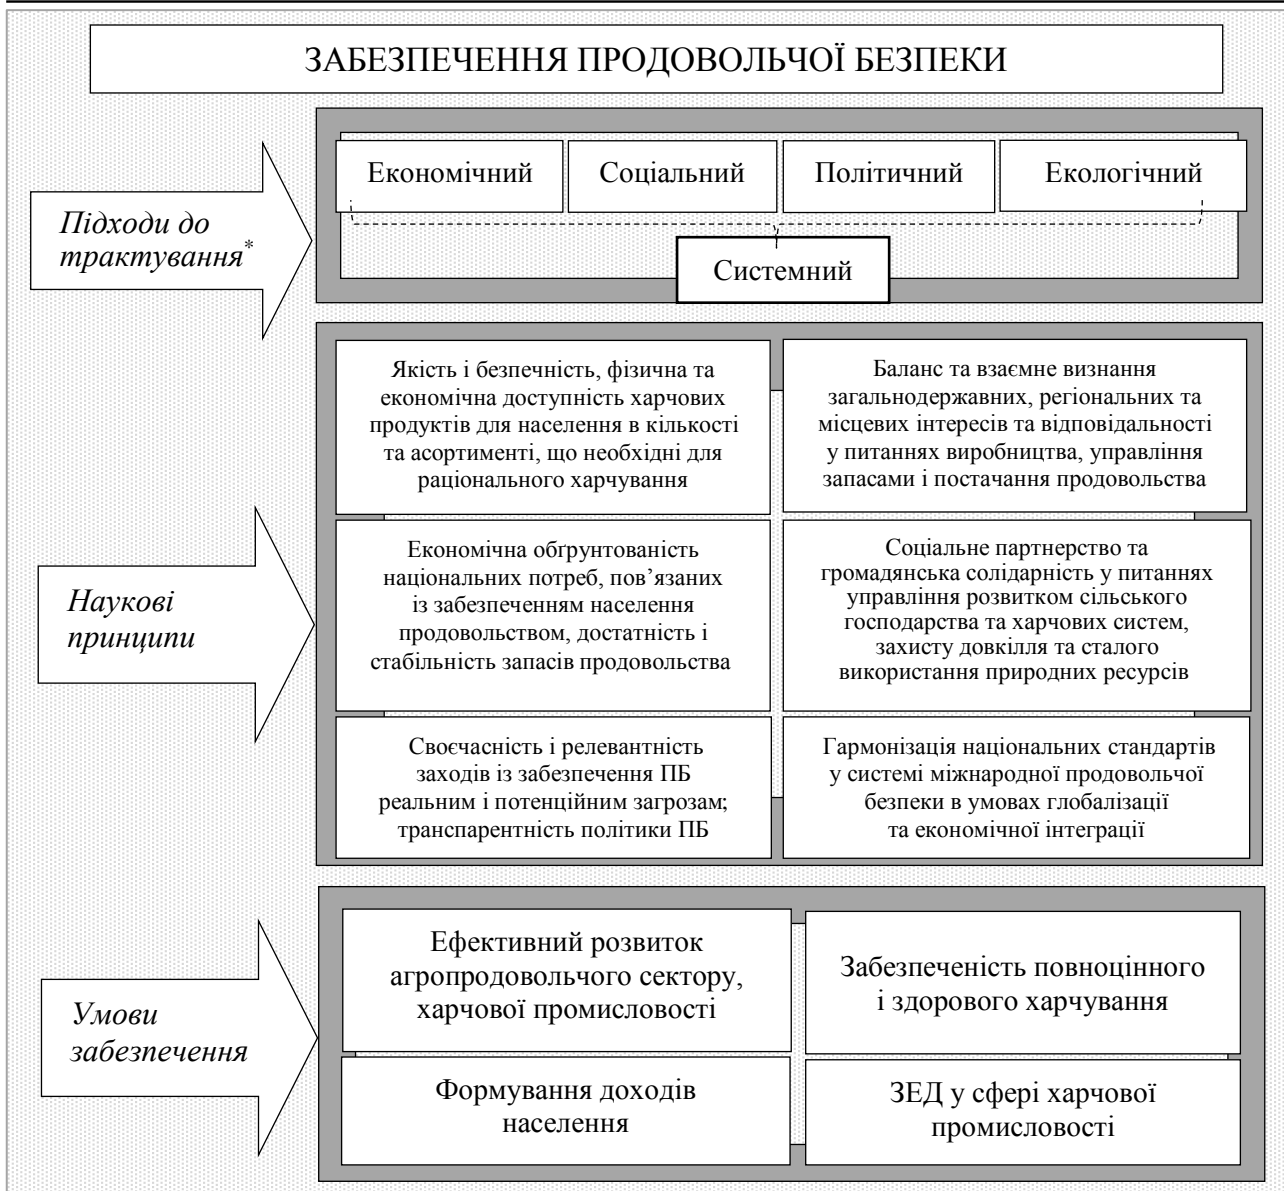 ЗАБЕЗПЕЧЕННЯ ПРОДОВОЛЬЧОЇ БЕЗПЕКИ
Підходи до
трактування*
Економічний
Соціальний
Політичний
Екологічний
Системний
Наукові
принципи
Якість і безпечність, фізична та
економічна доступність харчових
продуктів для населення в кількості
та асортименті, що необхідні для
раціонального харчування
Баланс та взаємне визнання
загальнодержавних, регіональних та
місцевих інтересів та відповідальності
у питаннях виробництва, управління
запасами і постачання продовольства
Економічна обґрунтованість
національних потреб, пов’язаних
із забезпеченням населення
продовольством, достатність і
стабільність запасів продовольства
Соціальне партнерство та
громадянська солідарність у питаннях
управління розвитком сільського
господарства та харчових систем,
захисту довкілля та сталого
використання природних ресурсів
Своєчасність і релевантність
заходів із забезпечення ПБ
реальним і потенційним загрозам;
транспарентність політики ПБ
Гармонізація національних стандартів
у системі міжнародної продовольчої
безпеки в умовах глобалізації
та економічної інтеграції
Умови
забезпечення
Ефективний розвиток
агропродовольчого сектору,
харчової промисловості
Забезпеченість повноцінного
і здорового харчування
Формування доходів
населення
ЗЕД у сфері харчової
промисловості